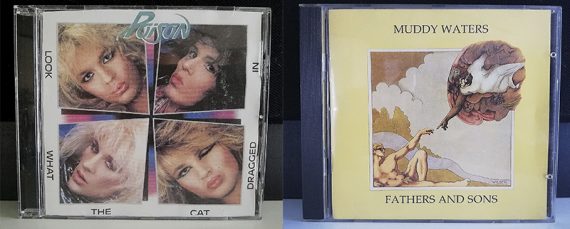 POISON
LOOK
WHAT
THE
CAT
DRAGGED
IN
MUDDY WATERS
FATHERS AND SONS